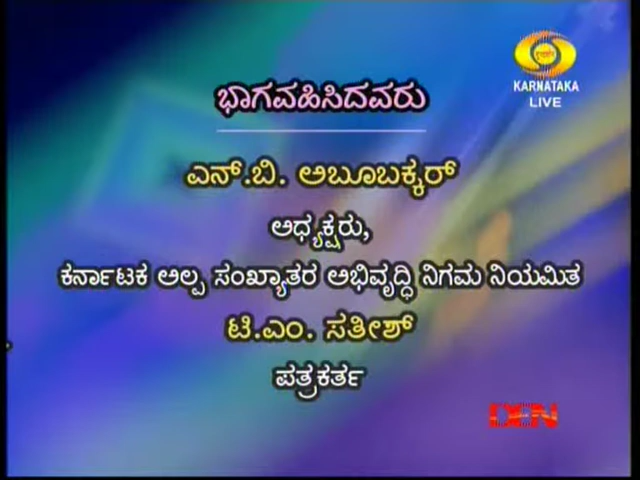 KARNATAKA
LIVE
ಭಾಗವಹಿಸಿದವರು
ಎನ್.ಬಿ. ಅಬೂಬಕ್ಕರ್
ಅಧ್ಯಕ್ಷರು,
ಕರ್ನಾಟಕ ಅಲ್ಪ ಸಂಖ್ಯಾತರ ಅಭಿವೃದ್ಧಿ ನಿಗಮ ನಿಯಮಿತ
ಟಿ.ಎಂ. ಸತೀಶ್
ಪತ್ರಕರ್ತ
DEN